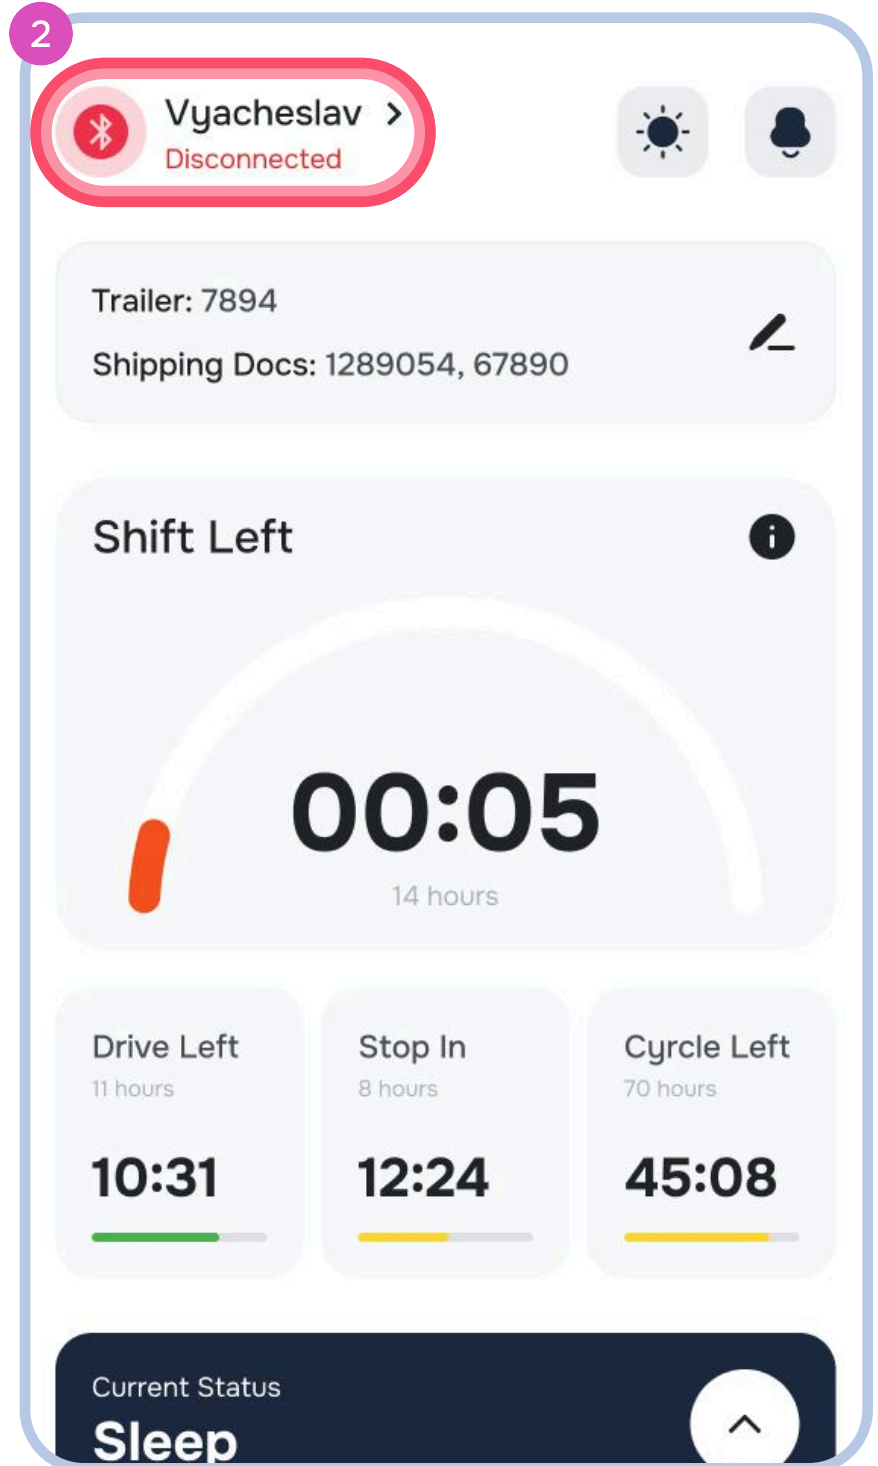 2
Vyacheslav
Disconnected
Trailer: 7894
Shipping Docs: 1289054, 67890
Shift Left
00:05
14 hours
Drive Left
11 hours
10:31
Stop In
8 hours
12:24
Cyrcle Left
70 hours
45:08
Current Status
Sleep